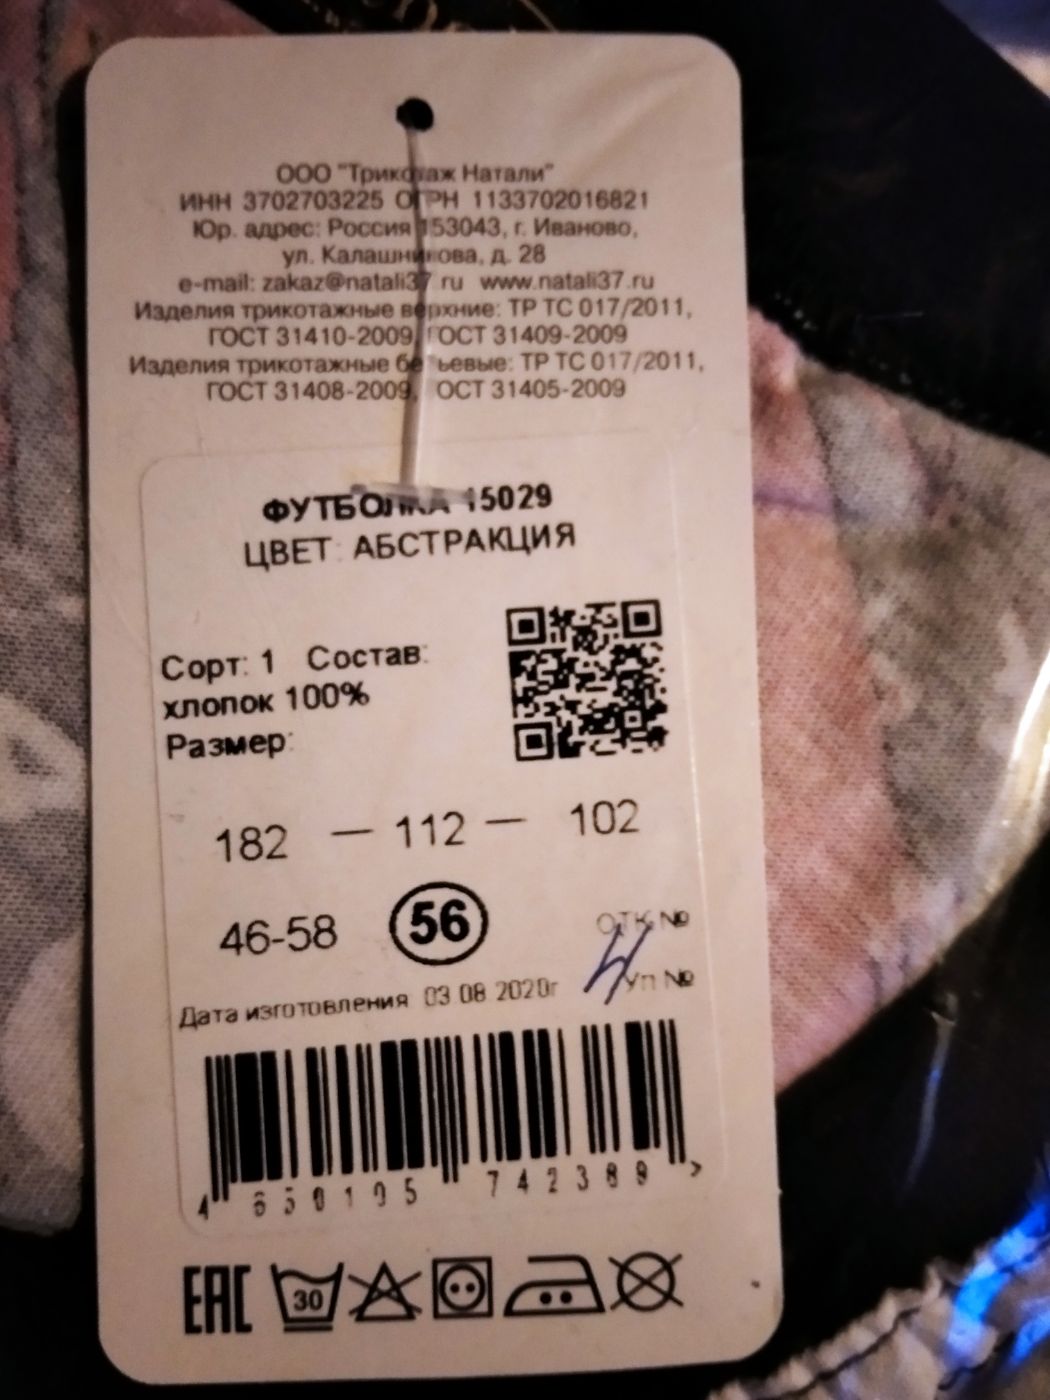 ООО "Трикотаж Натали"
ИНН 3702703225 ОГРН 1133702016821
Юр. адрес: Россия 153043, г. Иваново,
ул. Калашникова, д. 28
e-mail: zakaz@natali37.ru www.natali37.ru
Изделия трикотажные верхние: ТР ТС 017/2011,
ГОСТ 31410-2009, ГОСТ 31409-2009
Изделия трикотажные бельевые: ТР ТС 017/2011,
ГОСТ 31408-2009, ГОСТ 31405-2009
ФУТБОЛКА 15029
ЦВЕТ: АБСТРАКЦИЯ
Сорт: 1 Состав:
хлопок 100%
Размер:
182 — 112 — 102
46-58 56 ОТК №
4 Уп №
Дата изготовления 03.08.2020г
4 650105 742389 >
EAC 30